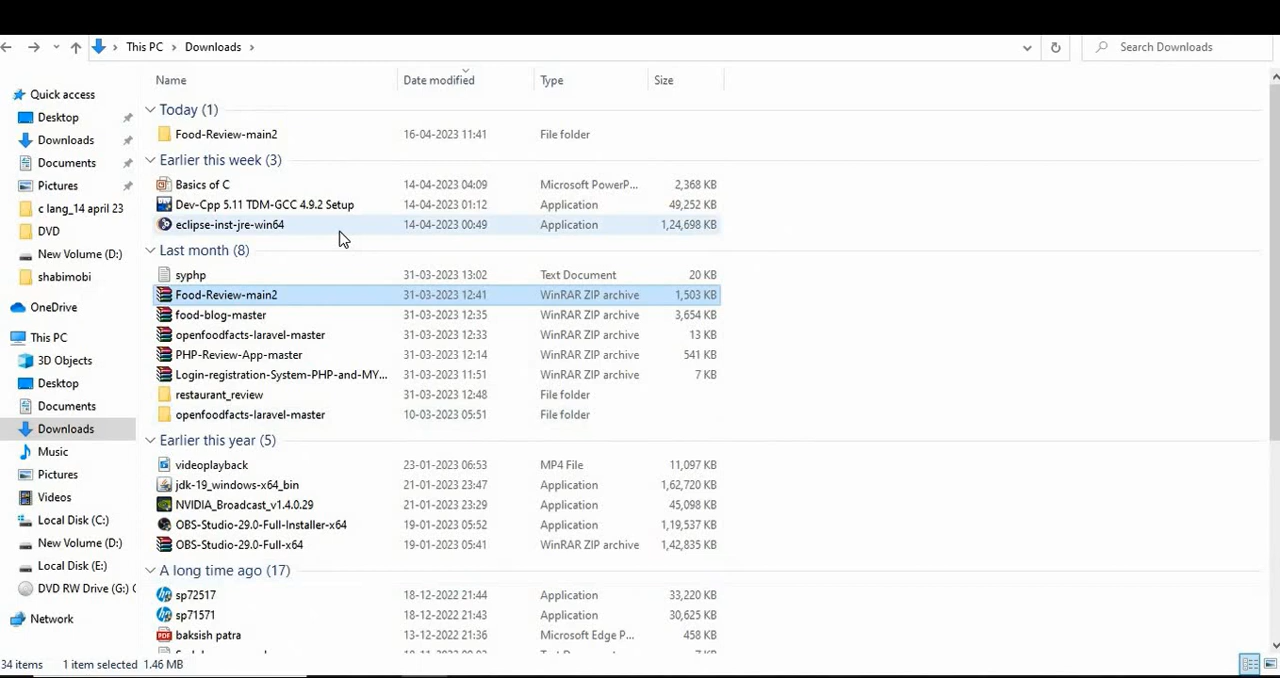 This PC > Downloads >
Search Downloads
Name Date modified Type Size
Quick access
Desktop
Downloads
Documents
Pictures
c lang_14 april 23
DVD
New Volume (D:)
shabimobi
OneDrive
This PC
3D Objects
Desktop
Documents
Downloads
Music
Pictures
Videos
Local Disk (C:)
New Volume (D:)
Local Disk (E:)
DVD RW Drive (G:) C
Network
Today (1)
Food-Review-main2 16-04-2023 11:41 File folder
Earlier this week (3)
Basics of C 14-04-2023 04:09 Microsoft PowerP... 2,368 KB
Dev-Cpp 5.11 TDM-GCC 4.9.2 Setup 14-04-2023 01:12 Application 49,252 KB
eclipse-inst-jre-win64 14-04-2023 00:49 Application 1,24,698 KB
Last month (8)
syphp 31-03-2023 13:02 Text Document 20 KB
Food-Review-main2 31-03-2023 12:41 WinRAR ZIP archive 1,503 KB
food-blog-master 31-03-2023 12:35 WinRAR ZIP archive 3,654 KB
openfoodfacts-laravel-master 31-03-2023 12:33 WinRAR ZIP archive 13 KB
PHP-Review-App-master 31-03-2023 12:14 WinRAR ZIP archive 541 KB
Login-registration-System-PHP-and-MY... 31-03-2023 11:51 WinRAR ZIP archive 7 KB
restaurant_review 31-03-2023 12:48 File folder
openfoodfacts-laravel-master 10-03-2023 05:51 File folder
Earlier this year (5)
videoplayback 23-01-2023 06:53 MP4 File 11,097 KB
jdk-19_windows-x64_bin 21-01-2023 23:47 Application 1,62,720 KB
NVIDIA_Broadcast_v1.4.0.29 21-01-2023 23:29 Application 45,098 KB
OBS-Studio-29.0-Full-Installer-x64 19-01-2023 05:52 Application 1,19,537 KB
OBS-Studio-29.0-Full-x64 19-01-2023 05:41 WinRAR ZIP archive 1,42,835 KB
A long time ago (17)
sp72517 18-12-2022 21:44 Application 33,220 KB
sp71571 18-12-2022 21:43 Application 30,625 KB
baksish patra 13-12-2022 21:36 Microsoft Edge P... 458 KB
34 items 1 item selected 1.46 MB